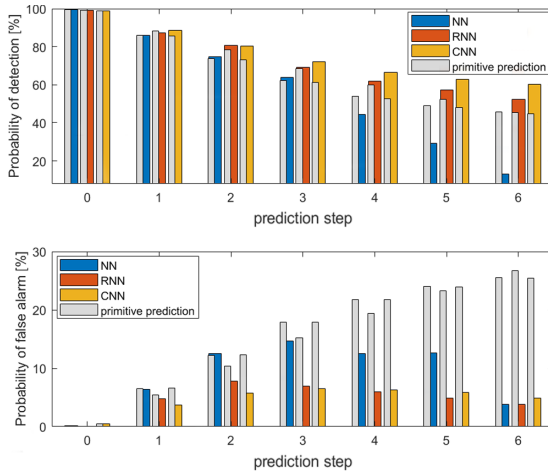 100
80
60
40
20
Probability of detection [%]
NN
RNN
CNN
primitive prediction
0 1 2 3 4 5 6
prediction step
30
20
10
0
Probability of false alarm [%]
NN
RNN
CNN
primitive prediction
0 1 2 3 4 5 6
prediction step